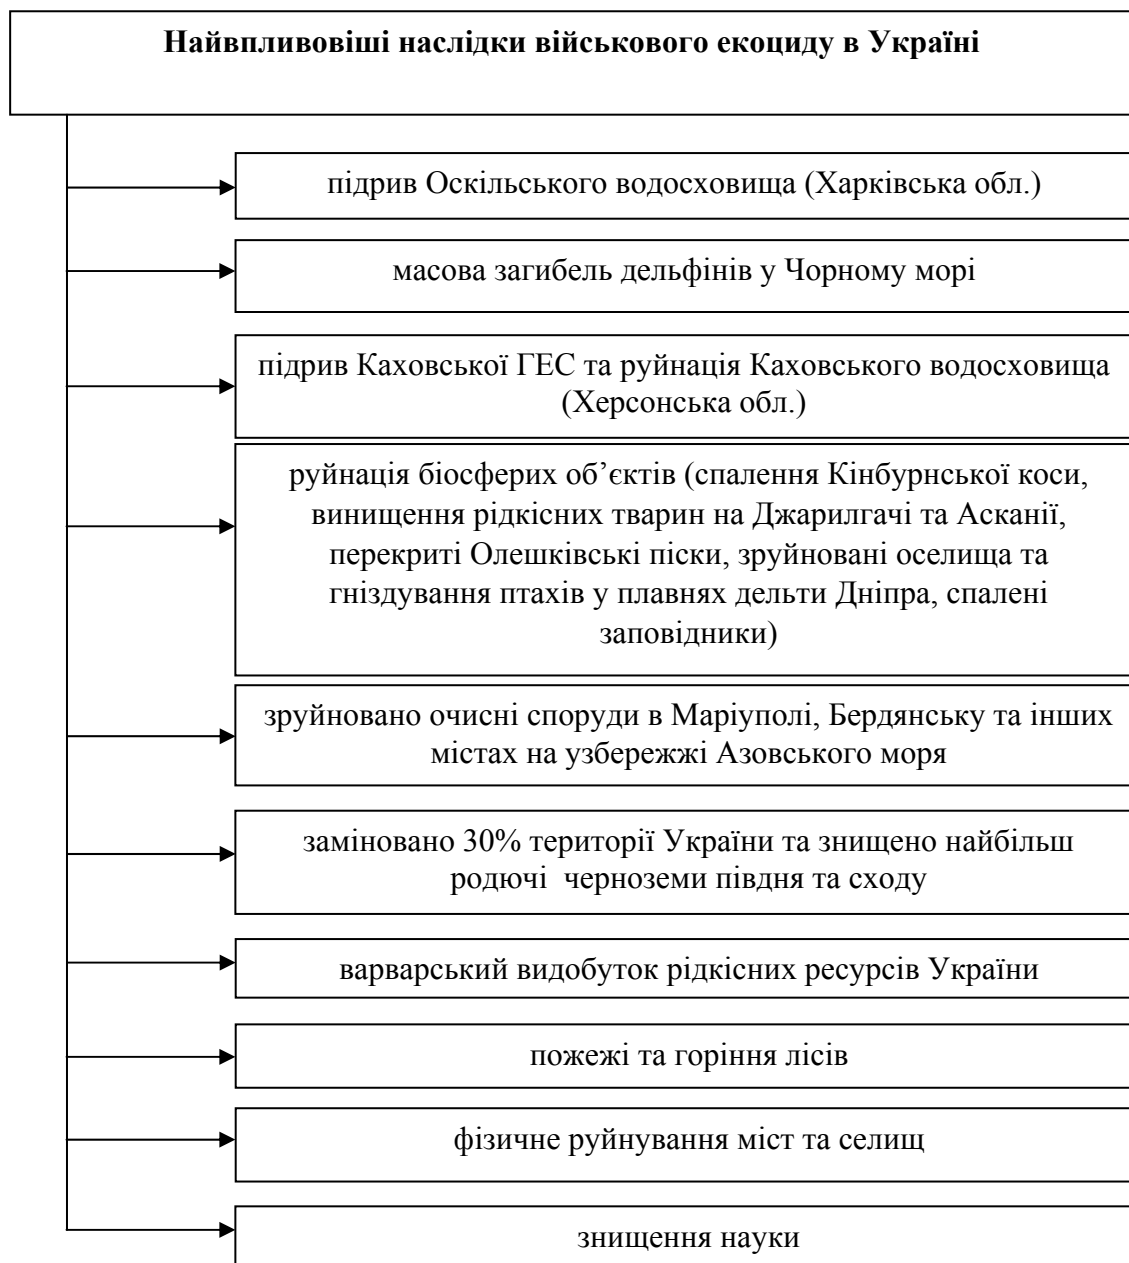 Найвпливовіші наслідки військового екоциду в Україні
підрив Оскільського водосховища (Харківська обл.)
масова загибель дельфінів у Чорному морі
підрив Каховської ГЕС та руйнація Каховського водосховища
(Херсонська обл.)
руйнація біосферих об’єктів (спалення Кінбурнської коси,
винищення рідкісних тварин на Джарилгачі та Асканії,
перекриті Олешківські піски, зруйновані оселища та
гніздування птахів у плавнях дельти Дніпра, спалені
заповідники)
зруйновано очисні споруди в Маріуполі, Бердянську та інших
містах на узбережжі Азовського моря
заміновано 30% території України та знищено найбільш
родючі  черноземи півдня та сходу
варварський видобуток рідкісних ресурсів України
пожежі та горіння лісів
фізичне руйнування міст та селищ
знищення науки